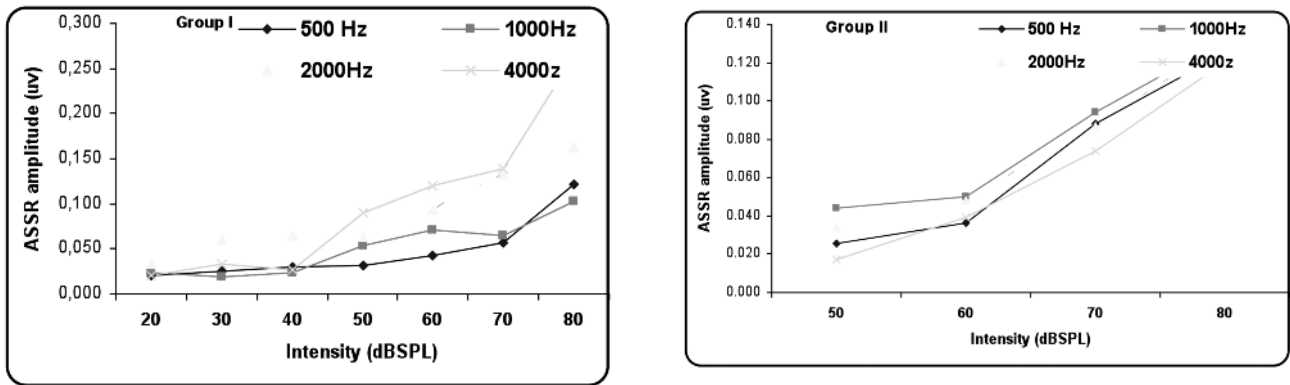 Group I
500 Hz
1000Hz
2000Hz
4000z
ASSR amplitude (uv)
0,300
0,250
0,200
0,150
0,100
0,050
0,000
20 30 40 50 60 70 80
Intensity (dBSPL)
Group II
500 Hz
1000Hz
2000Hz
4000z
ASSR amplitude (uv)
0.140
0.120
0.100
0.080
0.060
0.040
0.020
0.000
50 60 70 80
Intensity (dBSPL)